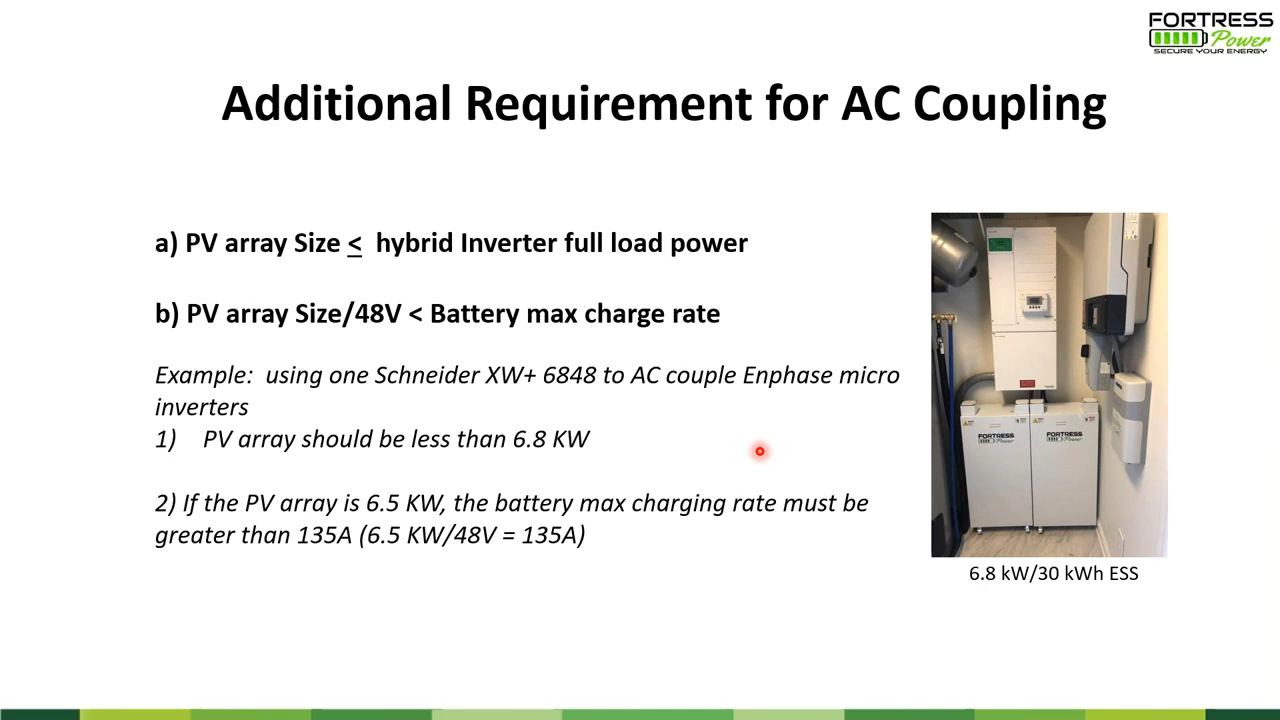 FORTRESS
Power
SECURE YOUR ENERGY
Additional Requirement for AC Coupling
a) PV array Size ≤ hybrid Inverter full load power
b) PV array Size/48V < Battery max charge rate
Example: using one Schneider XW+ 6848 to AC couple Enphase micro
inverters
1) PV array should be less than 6.8 KW
2) If the PV array is 6.5 KW, the battery max charging rate must be
greater than 135A (6.5 KW/48V = 135A)
FORTRESS
Power
FORTRESS
Power
6.8 kW/30 kWh ESS